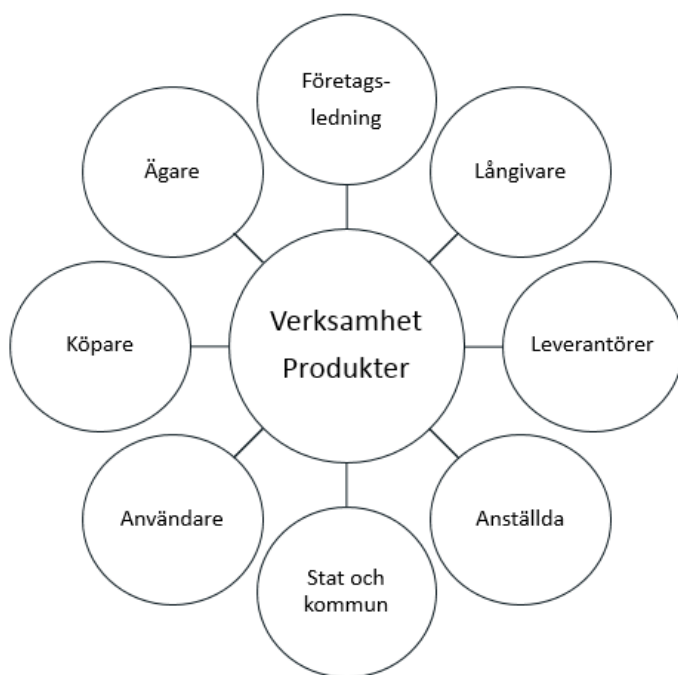 Företags-
ledning
Ägare
Långivare
Verksamhet
Produkter
Köpare
Leverantörer
Användare
Anställda
Stat och
kommun